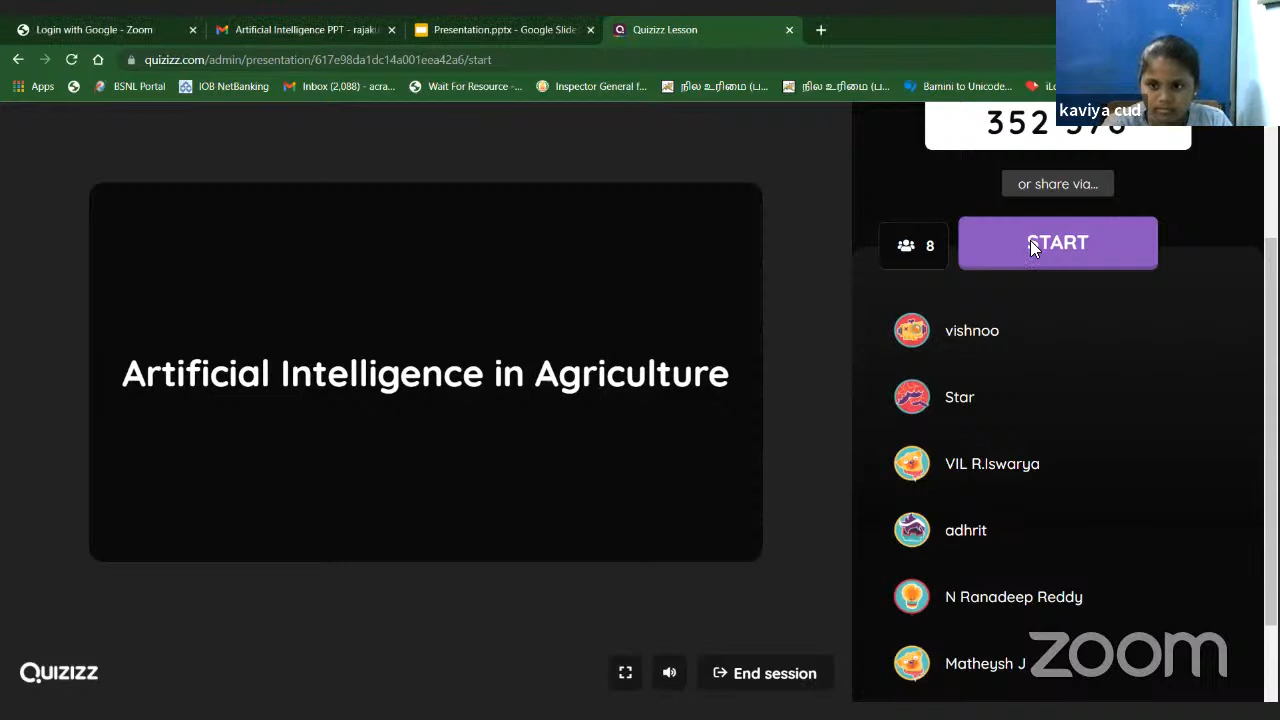 Login with Google - Zoom
Artificial Intelligence PPT - rajak
Presentation.pptx - Google Slide
Quizizz Lesson
quizizz.com/admin/presentation/617e98da1dc14a001eea42a6/start
Apps
BSNL Portal
IOB NetBanking
Inbox (2,088) - acra...
Wait For Resource -...
Inspector General f...
நில உரிமை (ப...
நில உரிமை (ப...
Bamini to Unicode...
kaviya cud
352
or share via...
8
START
Artificial Intelligence in Agriculture
vishnoo
Star
VIL R.Iswarya
adhrit
N Ranadeep Reddy
Matheysh J
zoom
Quizizz
End session